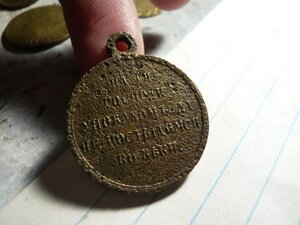 НА ТЯ
ГОСПОДИ
УПОВАХОМЪ ДА
НЕ ПОСТЫДИМСЯ
ВО ВѢКИ.